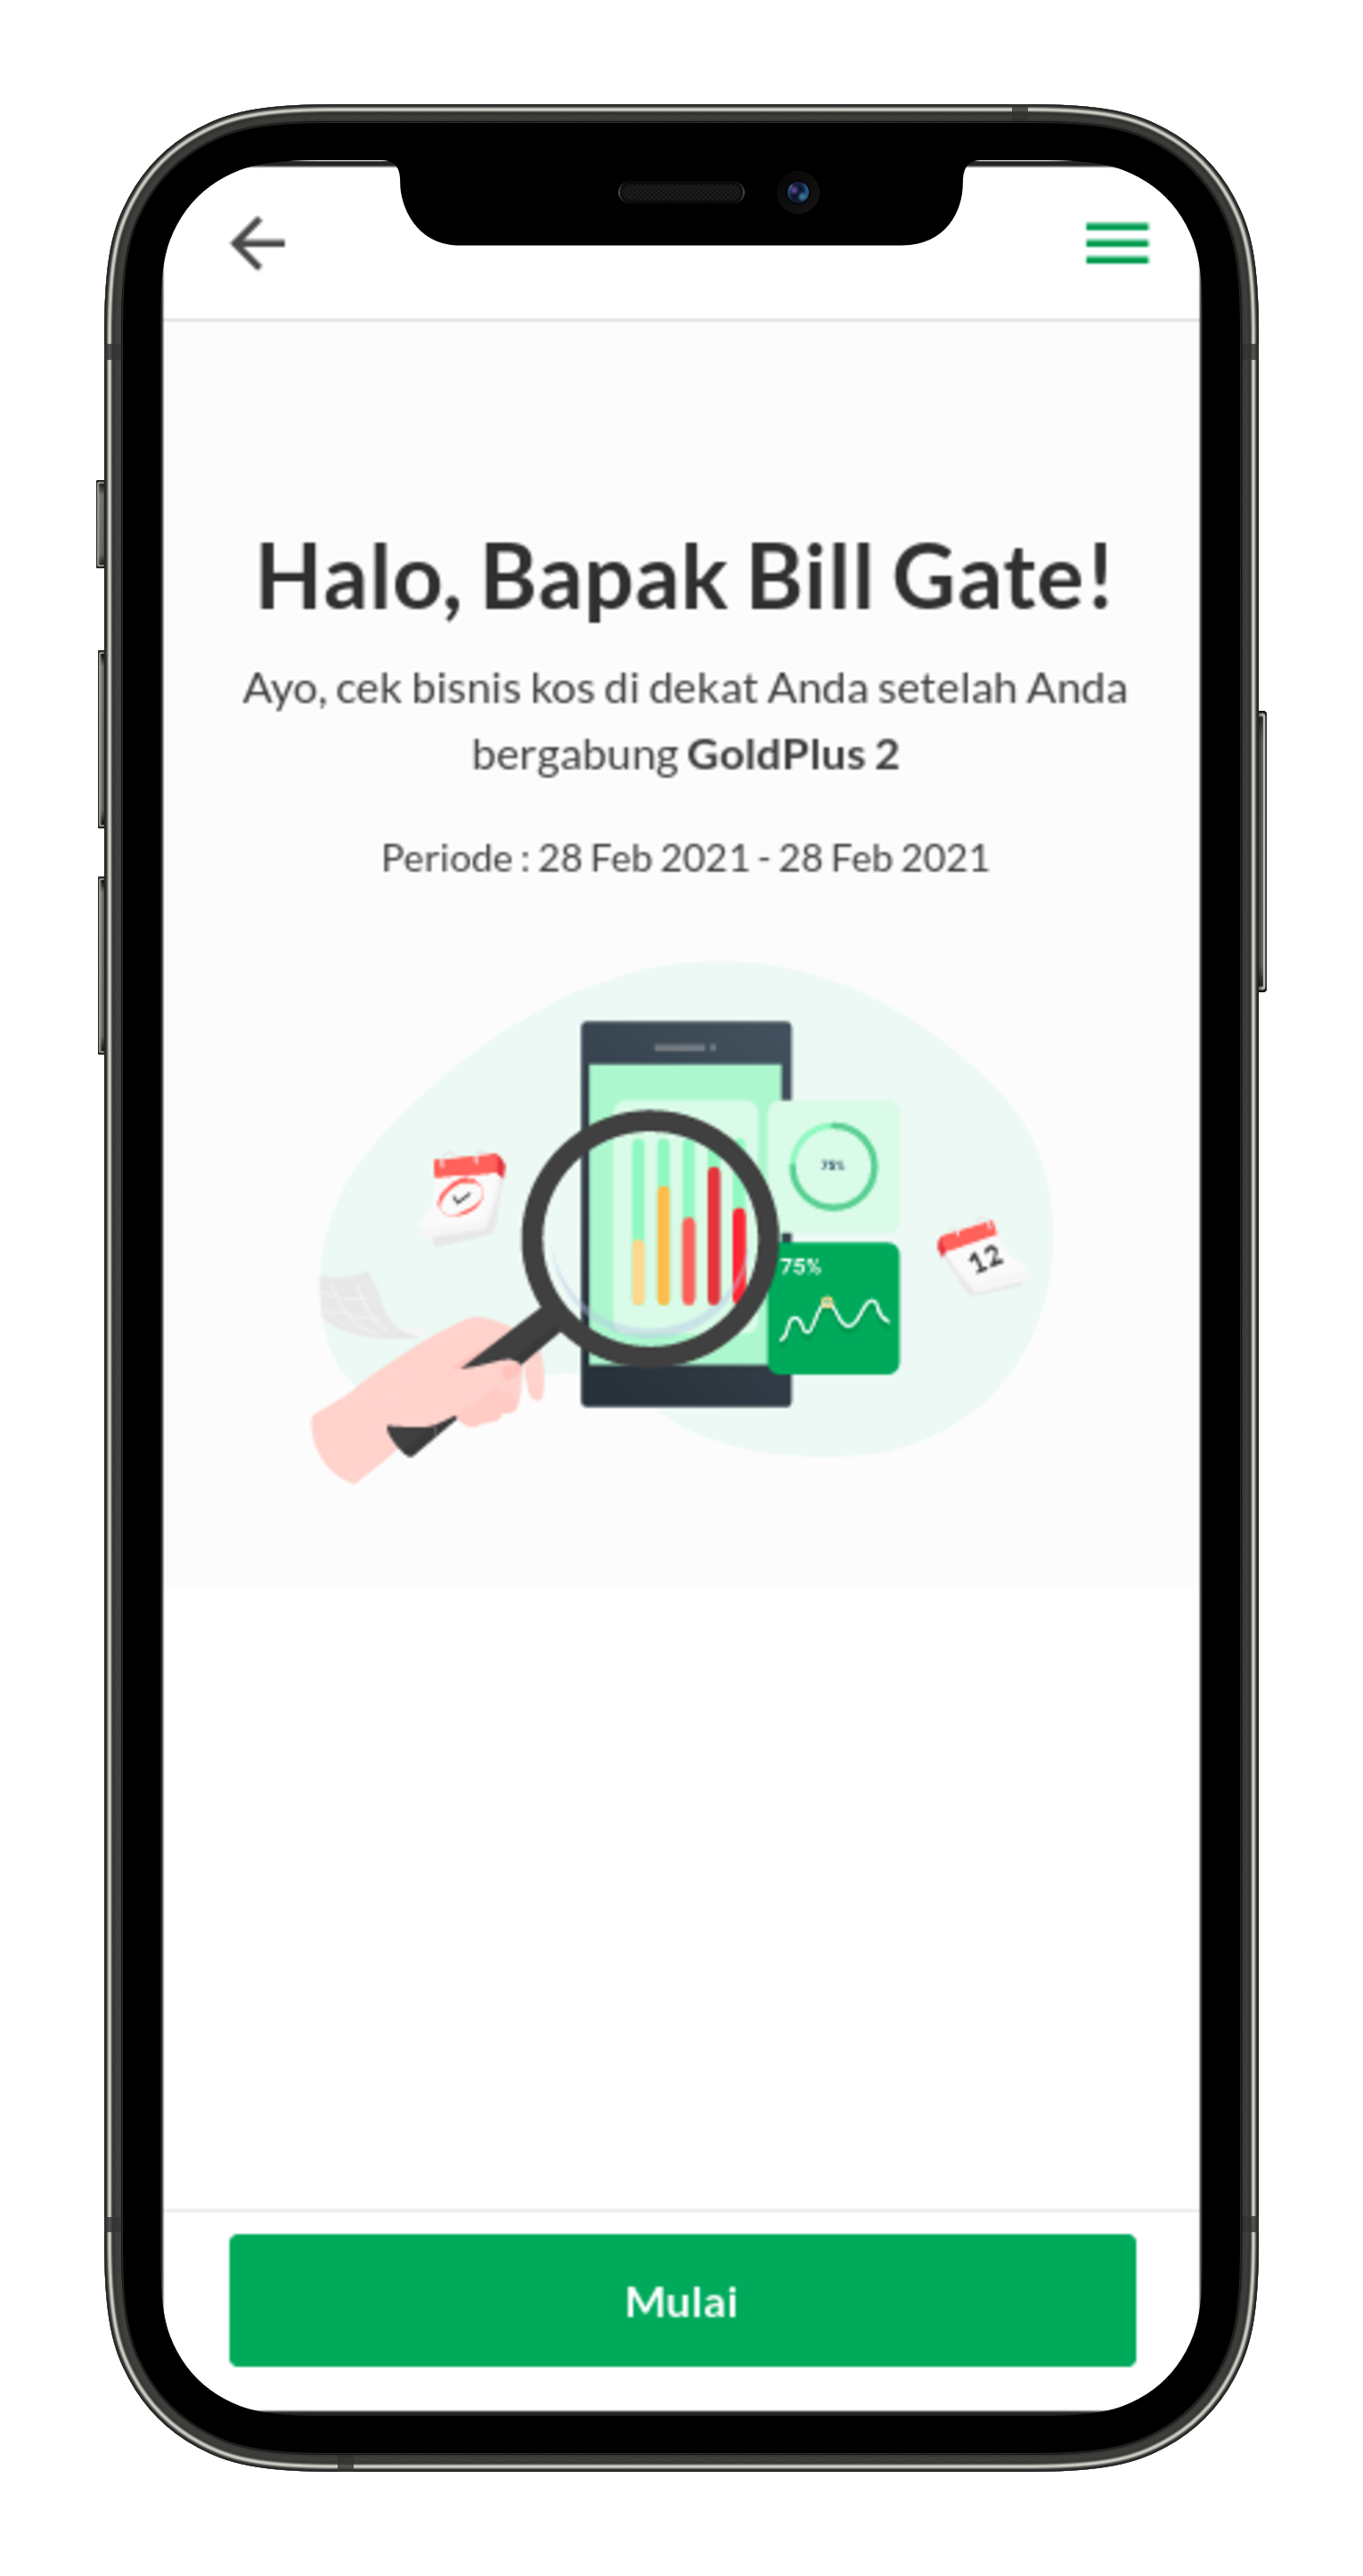 Halo, Bapak Bill Gate!
Ayo, cek bisnis kos di dekat Anda setelah Anda
bergabung GoldPlus 2
Periode : 28 Feb 2021 - 28 Feb 2021
75%
75%
12
Mulai